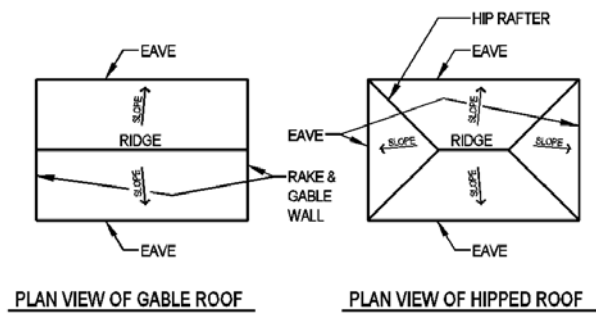 HIP RAFTER
EAVE
EAVE
SLOPE
SLOPE
RIDGE
EAVE
SLOPE
RIDGE
SLOPE
SLOPE
RAKE &
GABLE
WALL
SLOPE
EAVE
EAVE
PLAN VIEW OF GABLE ROOF
PLAN VIEW OF HIPPED ROOF